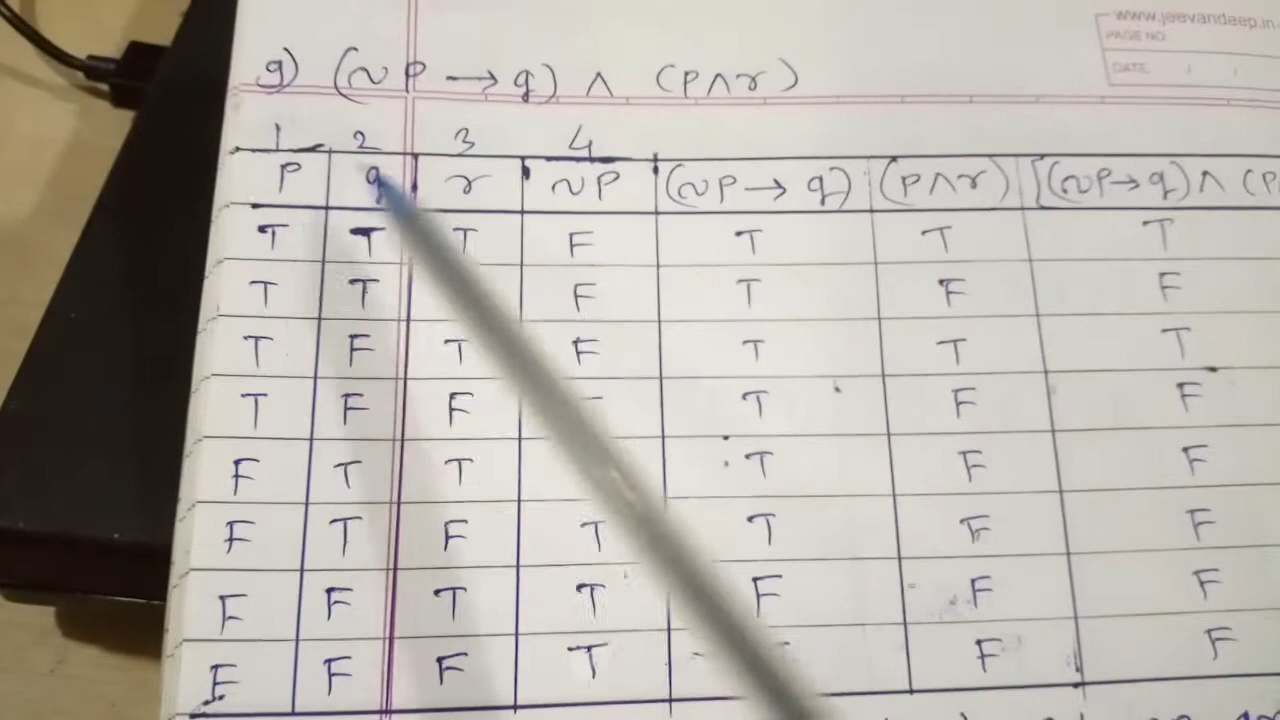 www.jeevandeep.in
PAGE NO
DATE
g) (~p → q) ∧ (p∧r)
1 2 3 4
p q r ~p (~p → q) (p∧r) [(~p → q) ∧ (p
T T T F T T T
T T F T F F
T F T F T T T
T F F T F F
F T T T F F
F T F T T F F
F F T T F F F
F F F T F F